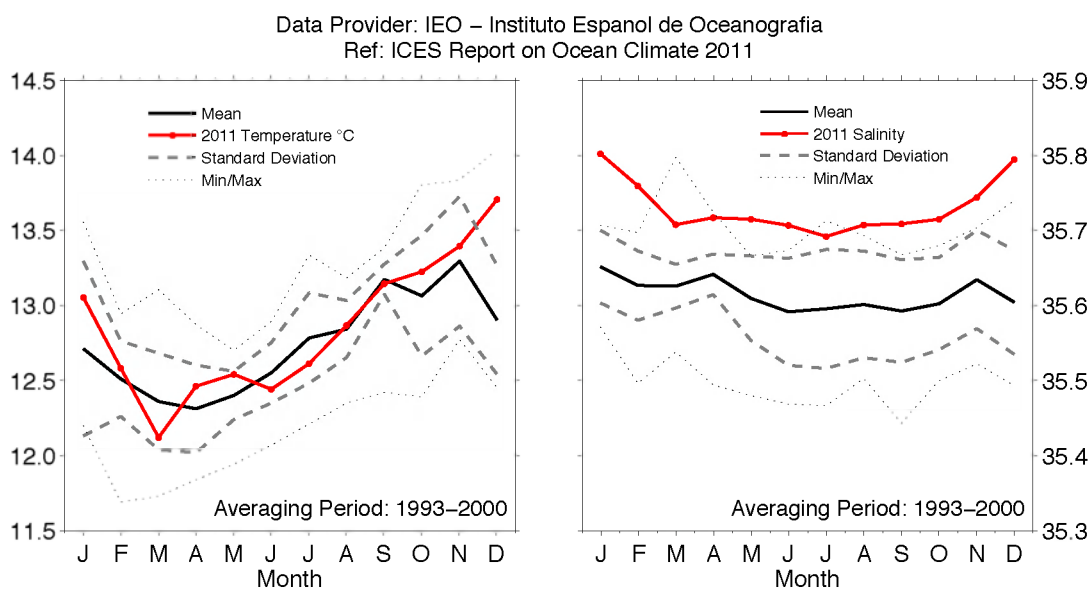 Data Provider: IEO − Instituto Espanol de Oceanografia
Ref: ICES Report on Ocean Climate 2011
14.5
14.0
13.5
13.0
12.5
12.0
11.5
Mean
2011 Temperature °C
Standard Deviation
Min/Max
Averaging Period: 1993−2000
J F M A M J J A S O N D
Month
35.9
35.8
35.7
35.6
35.5
35.4
35.3
Mean
2011 Salinity
Standard Deviation
Min/Max
Averaging Period: 1993−2000
J F M A M J J A S O N D
Month